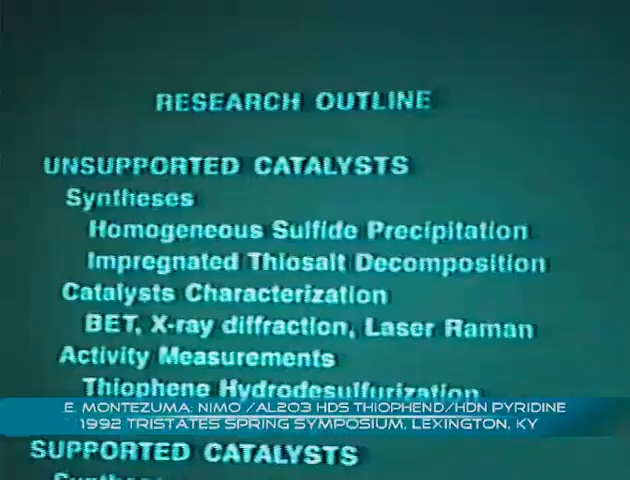 RESEARCH OUTLINE
UNSUPPORTED CATALYSTS
Syntheses
Homogeneous Sulfide Precipitation
Impregnated Thiosalt Decomposition
Catalysts Characterization
BET, X-ray diffraction, Laser Raman
Activity Measurements
Thiophene Hydrodesulfurization
E. MONTEZUMA: NIMO /AL2O3 HDS THIOPHEND/HDN PYRIDINE
1992 TRISTATES SPRING SYMPOSIUM, LEXINGTON, KY
SUPPORTED CATALYSTS